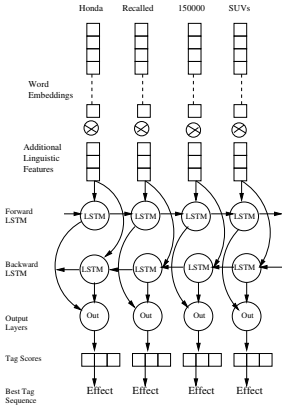 Honda Recalled 150000 SUVs
Word
Embeddings
Additional
Linguistic
Features
Forward
LSTM
LSTM LSTM LSTM LSTM
Backward
LSTM
LSTM LSTM LSTM LSTM
Output
Layers
Out Out Out Out
Tag Scores
Best Tag
Sequence
Effect Effect Effect Effect